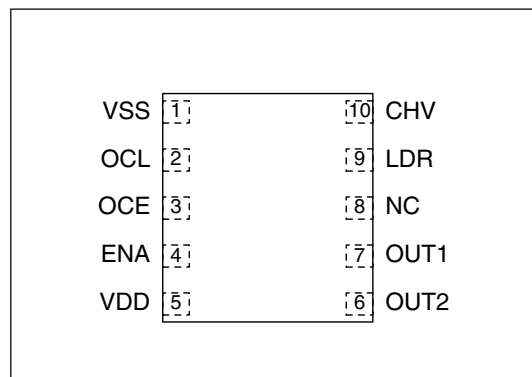 VSS 1 10 CHV
OCL 2 9 LDR
OCE 3 8 NC
ENA 4 7 OUT1
VDD 5 6 OUT2